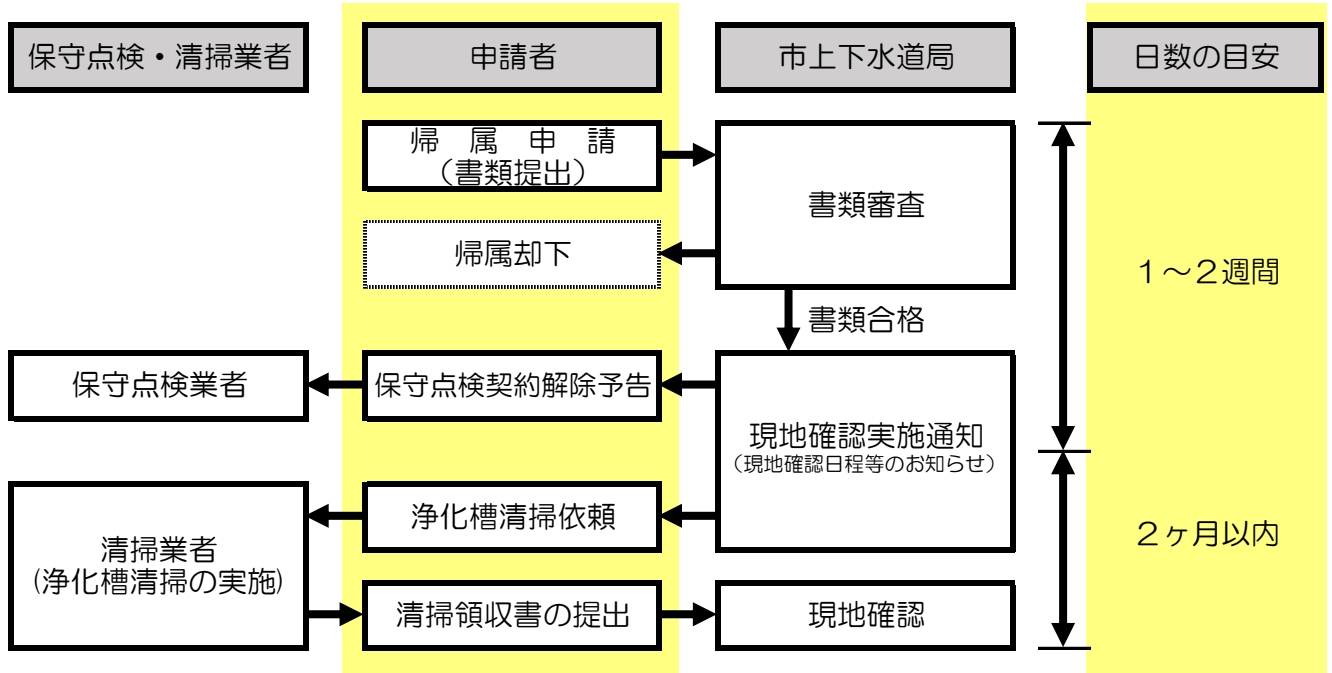 保守点検・清掃業者
申請者
市上下水道局
日数の目安
帰　属　申　請
（書類提出）
書類審査
帰属却下
１～２週間
書類合格
保守点検業者
保守点検契約解除予告
現地確認実施通知
（現地確認日程等のお知らせ）
浄化槽清掃依頼
２ヶ月以内
清掃業者
(浄化槽清掃の実施)
清掃領収書の提出
現地確認